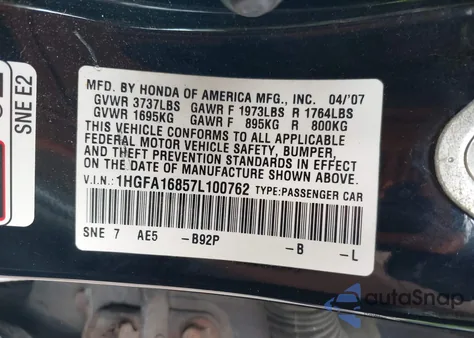 MFD. BY HONDA OF AMERICA MFG., INC. 04/'07
GVWR 3737LBS GAWR F 1973LBS R 1764LBS
GVWR 1695KG GAWR F 895KG R 800KG
THIS VEHICLE CONFORMS TO ALL APPLICABLE
FEDERAL MOTOR VEHICLE SAFETY, BUMPER,
AND THEFT PREVENTION STANDARDS IN EFFECT
ON THE DATE OF MANUFACTURE SHOWN ABOVE.
V.I.N.: 1HGFA16857L100762 TYPE: PASSENGER CAR
SNE 7 AE5 -B92P -B -L
SNE E2
autoSnap